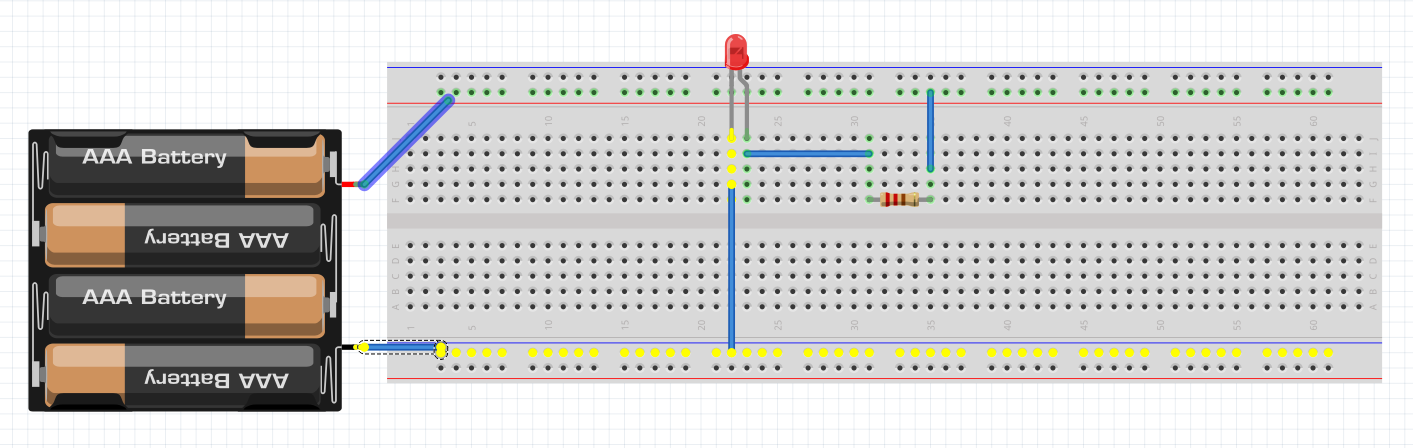 AAA Battery
AAA Battery
AAA Battery
AAA Battery
1 5 10 15 20 25 30 35 40 45 50 55 60
J J
I I
H H
G G
F F
E E
D D
C C
B B
A A
1 5 10 15 20 25 30 35 40 45 50 55 60